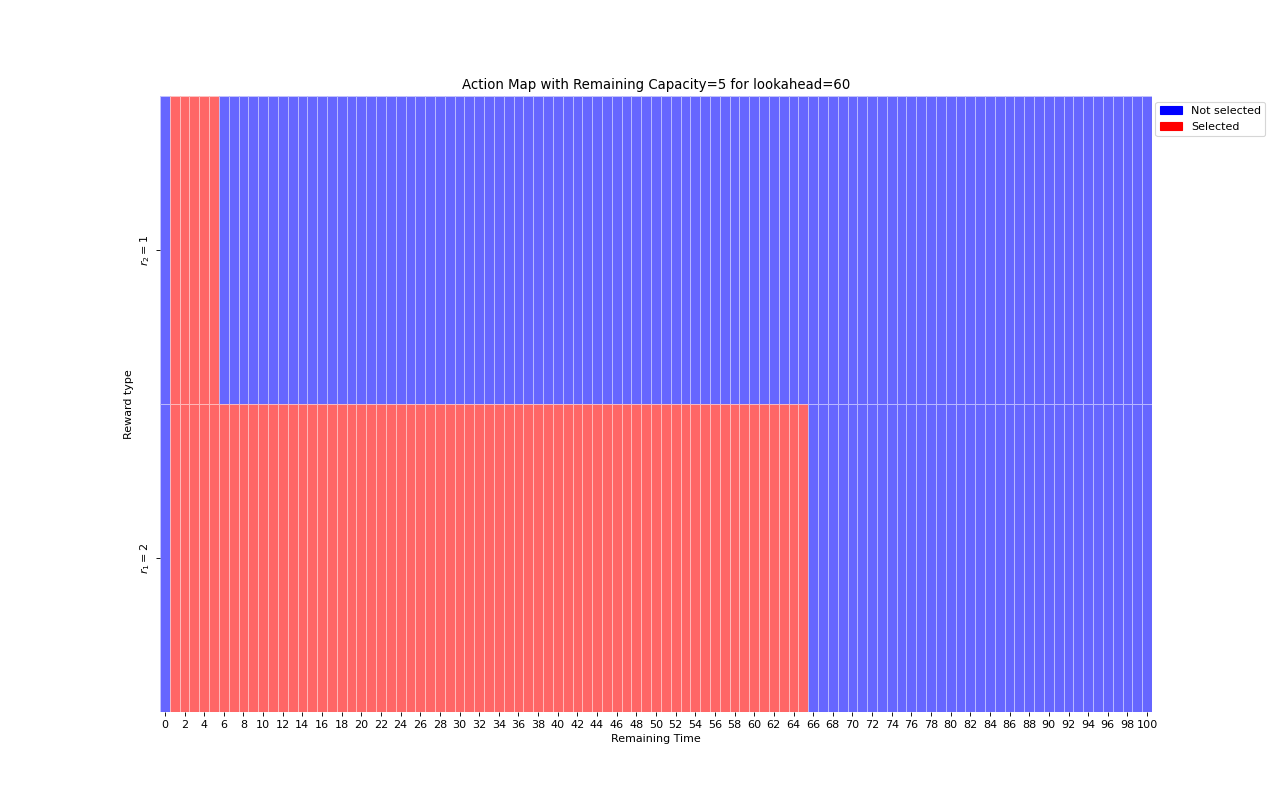 Action Map with Remaining Capacity=5 for lookahead=60
Not selected
Selected
r₂ = 1
Reward type
r₁ = 2
0 2 4 6 8 10 12 14 16 18 20 22 24 26 28 30 32 34 36 38 40 42 44 46 48 50 52 54 56 58 60 62 64 66 68 70 72 74 76 78 80 82 84 86 88 90 92 94 96 98 100
Remaining Time